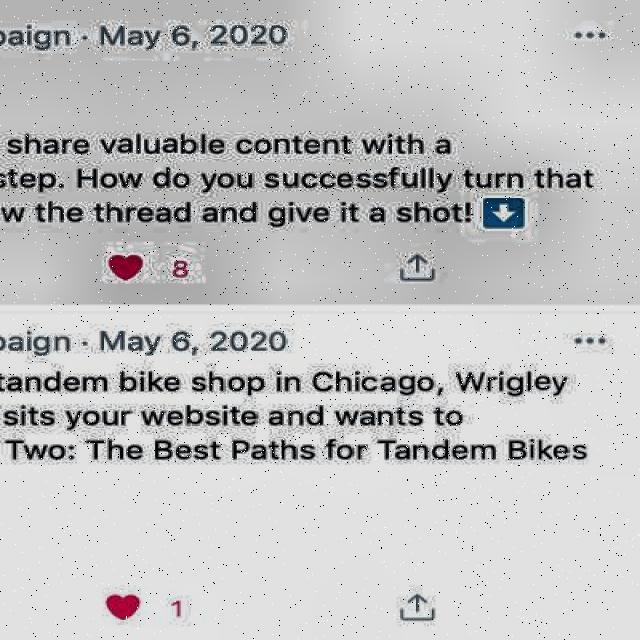 paign · May 6, 2020
share valuable content with a
step. How do you successfully turn that
w the thread and give it a shot! ⬇️
8
paign · May 6, 2020
tandem bike shop in Chicago, Wrigley
sits your website and wants to
Two: The Best Paths for Tandem Bikes
1